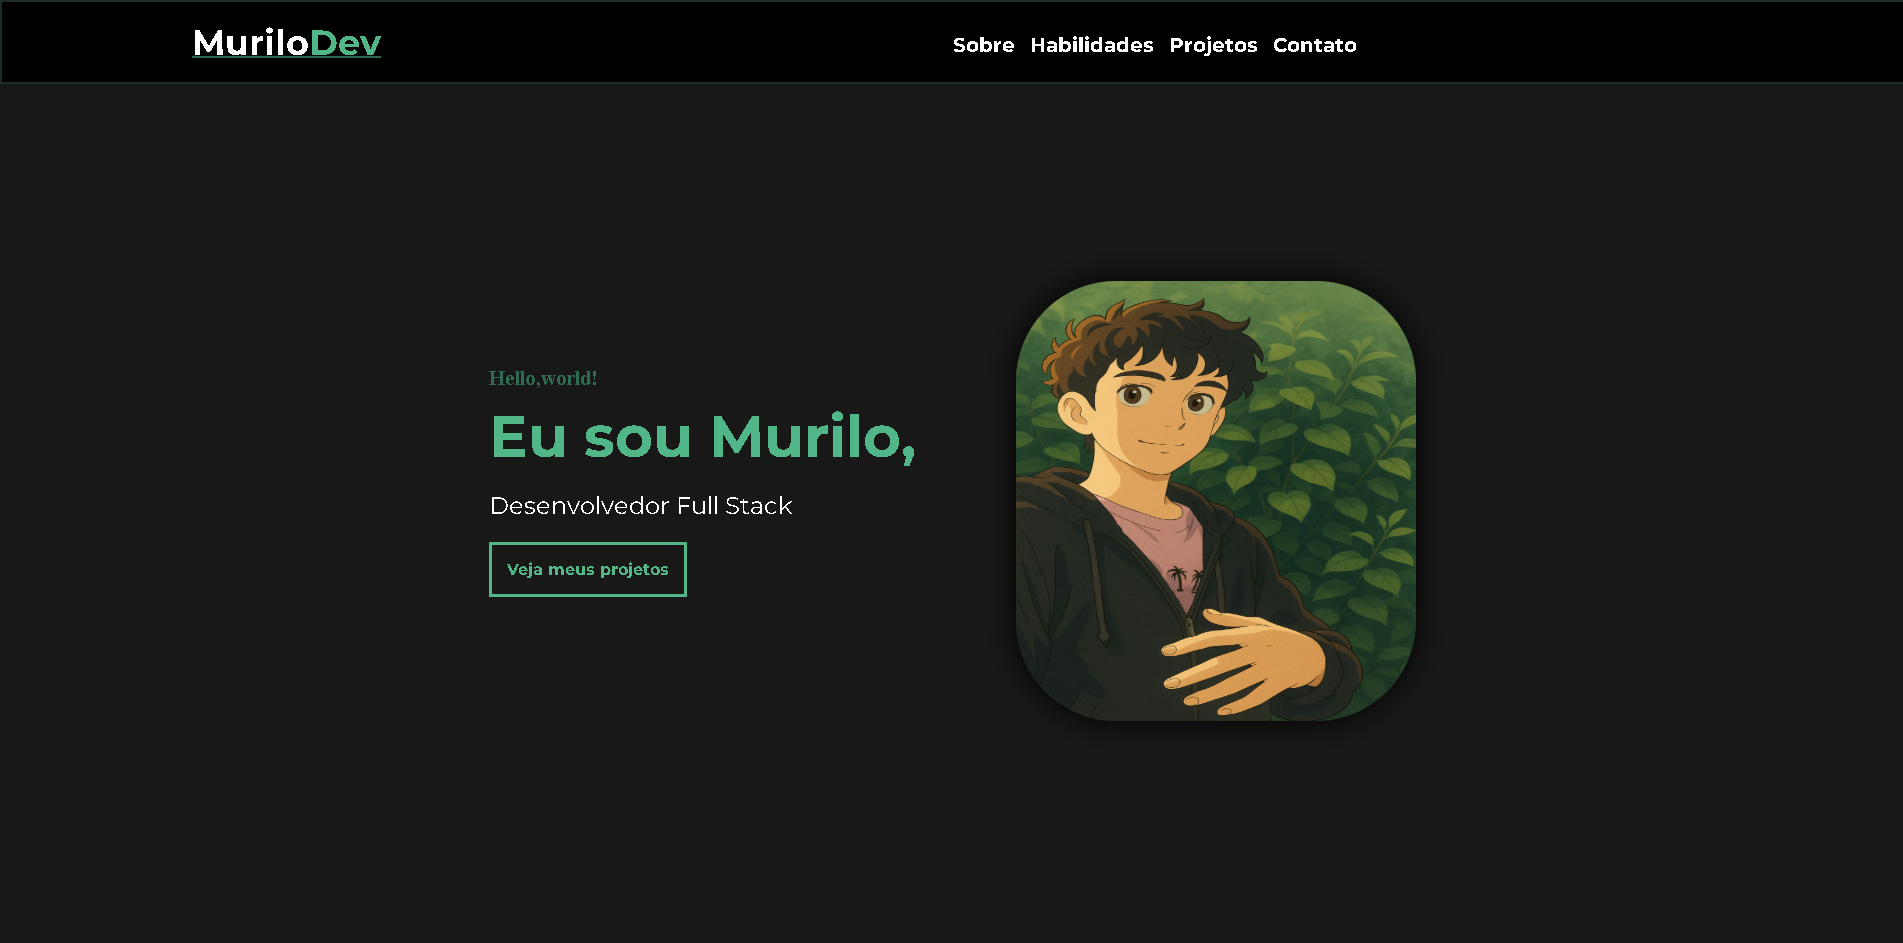 MuriloDev
Sobre Habilidades Projetos Contato
Hello,world!
Eu sou Murilo,
Desenvolvedor Full Stack
Veja meus projetos